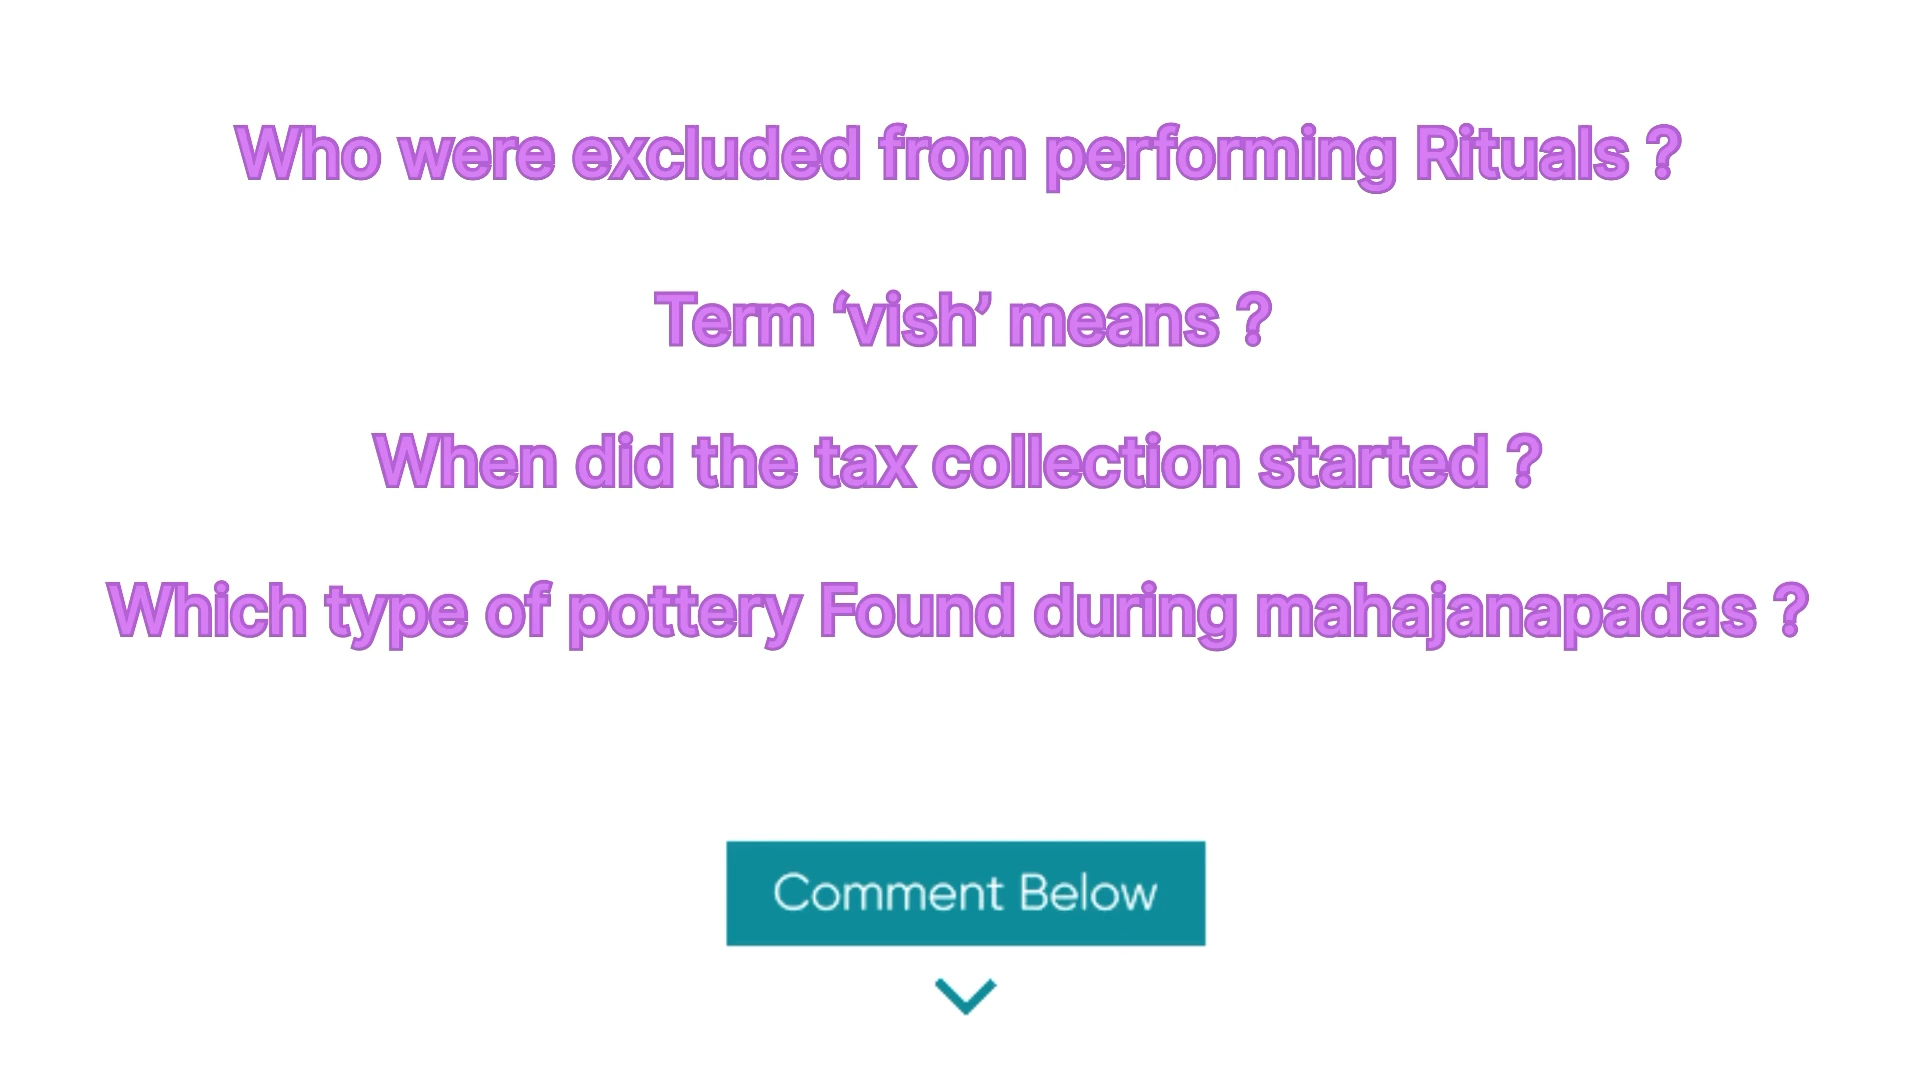 Who were excluded from performing Rituals ?
Term ‘vish’ means ?
When did the tax collection started ?
Which type of pottery Found during mahajanapadas ?
Comment Below